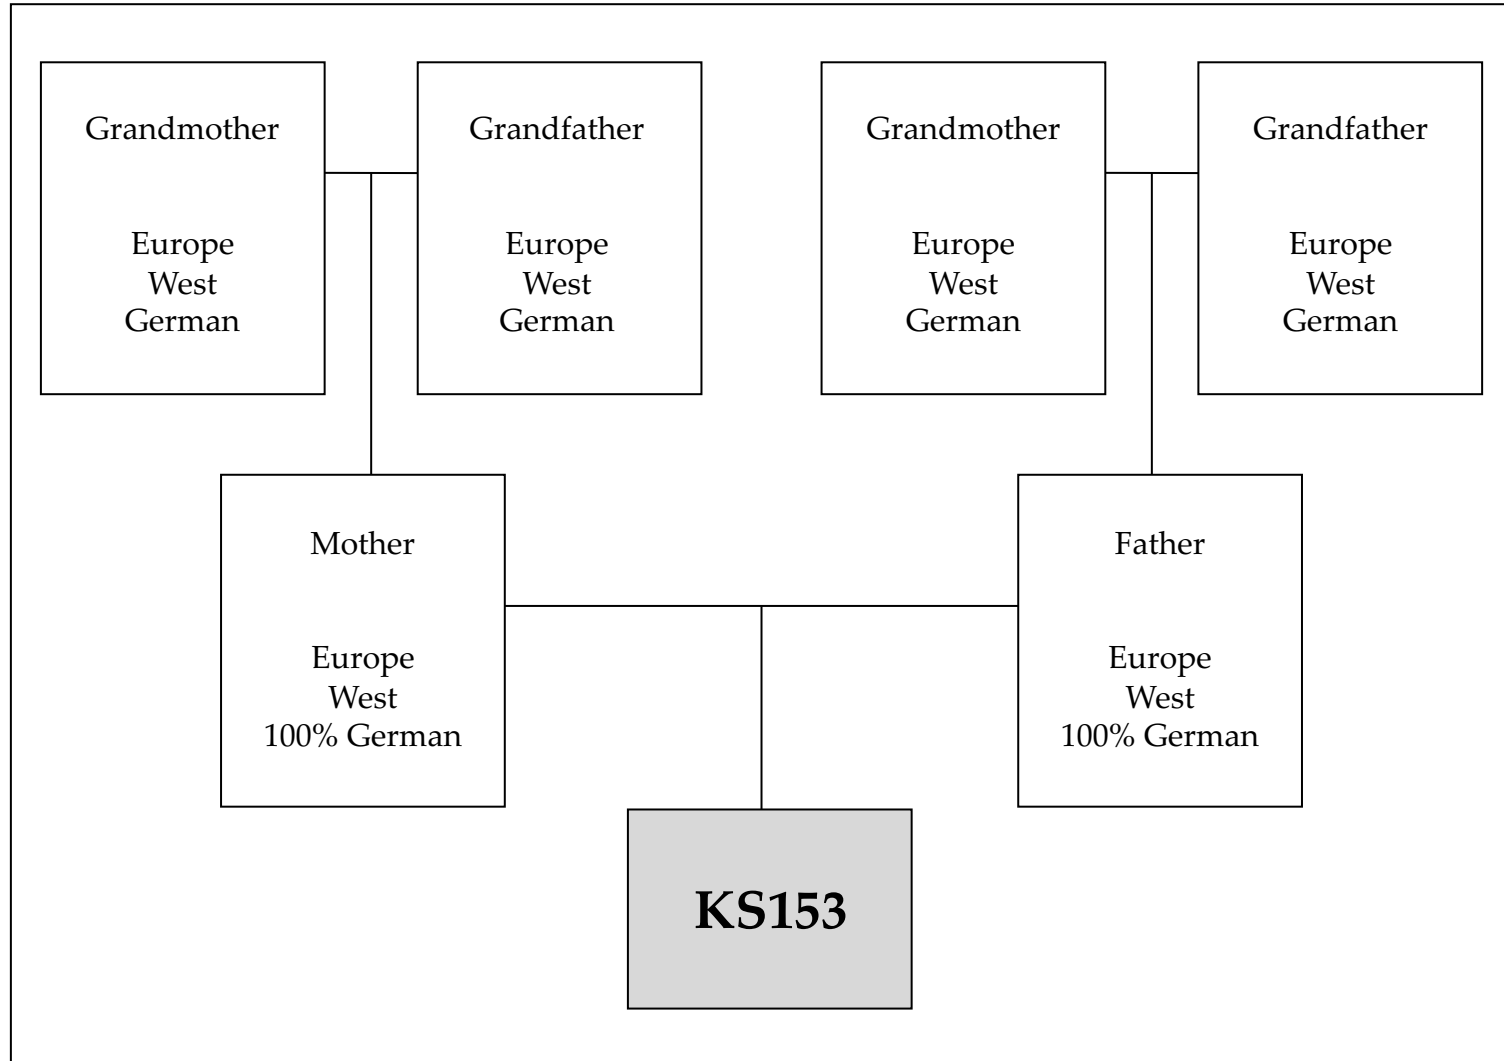 Grandmother
Europe
West
German
Grandfather
Europe
West
German
Grandmother
Europe
West
German
Grandfather
Europe
West
German
Mother
Europe
West
100% German
Father
Europe
West
100% German
KS153